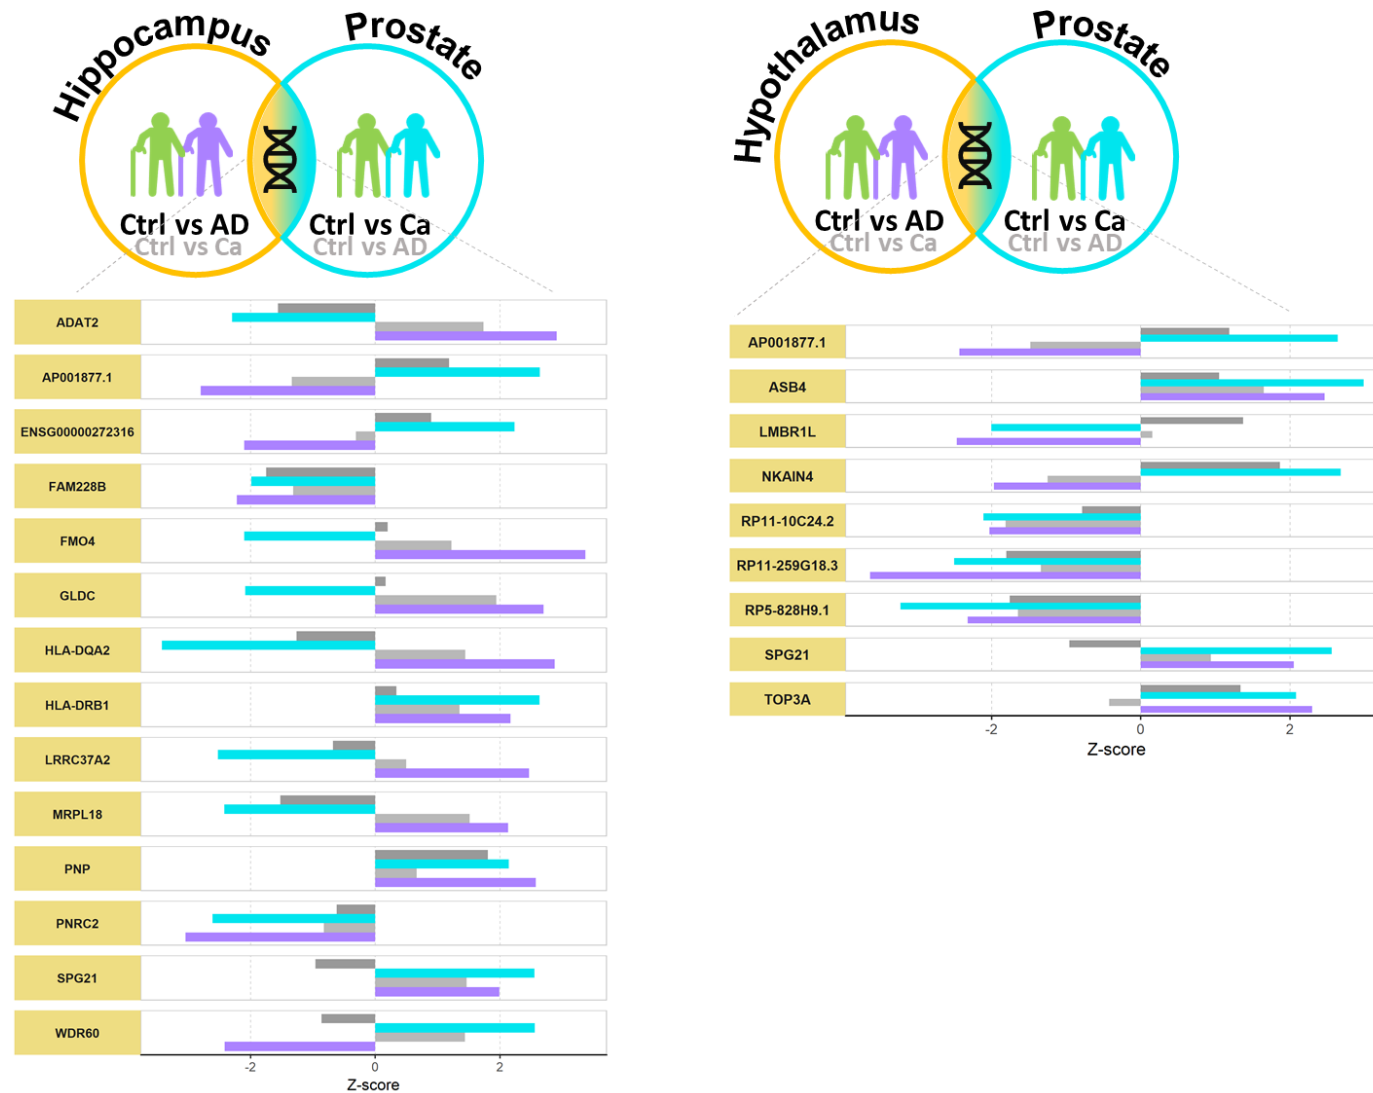 Hippocampus
Prostate
Ctrl vs AD
Ctrl vs Ca
Ctrl vs Ca
Ctrl vs AD
ADAT2
AP001877.1
ENSG00000272316
FAM228B
FMO4
GLDC
HLA-DQA2
HLA-DRB1
LRRC37A2
MRPL18
PNP
PNRC2
SPG21
WDR60
-2 0 2
Z-score
Hypothalamus
Prostate
Ctrl vs AD
Ctrl vs Ca
Ctrl vs Ca
Ctrl vs AD
AP001877.1
ASB4
LMBR1L
NKAIN4
RP11-10C24.2
RP11-259G18.3
RP5-828H9.1
SPG21
TOP3A
-2 0 2
Z-score